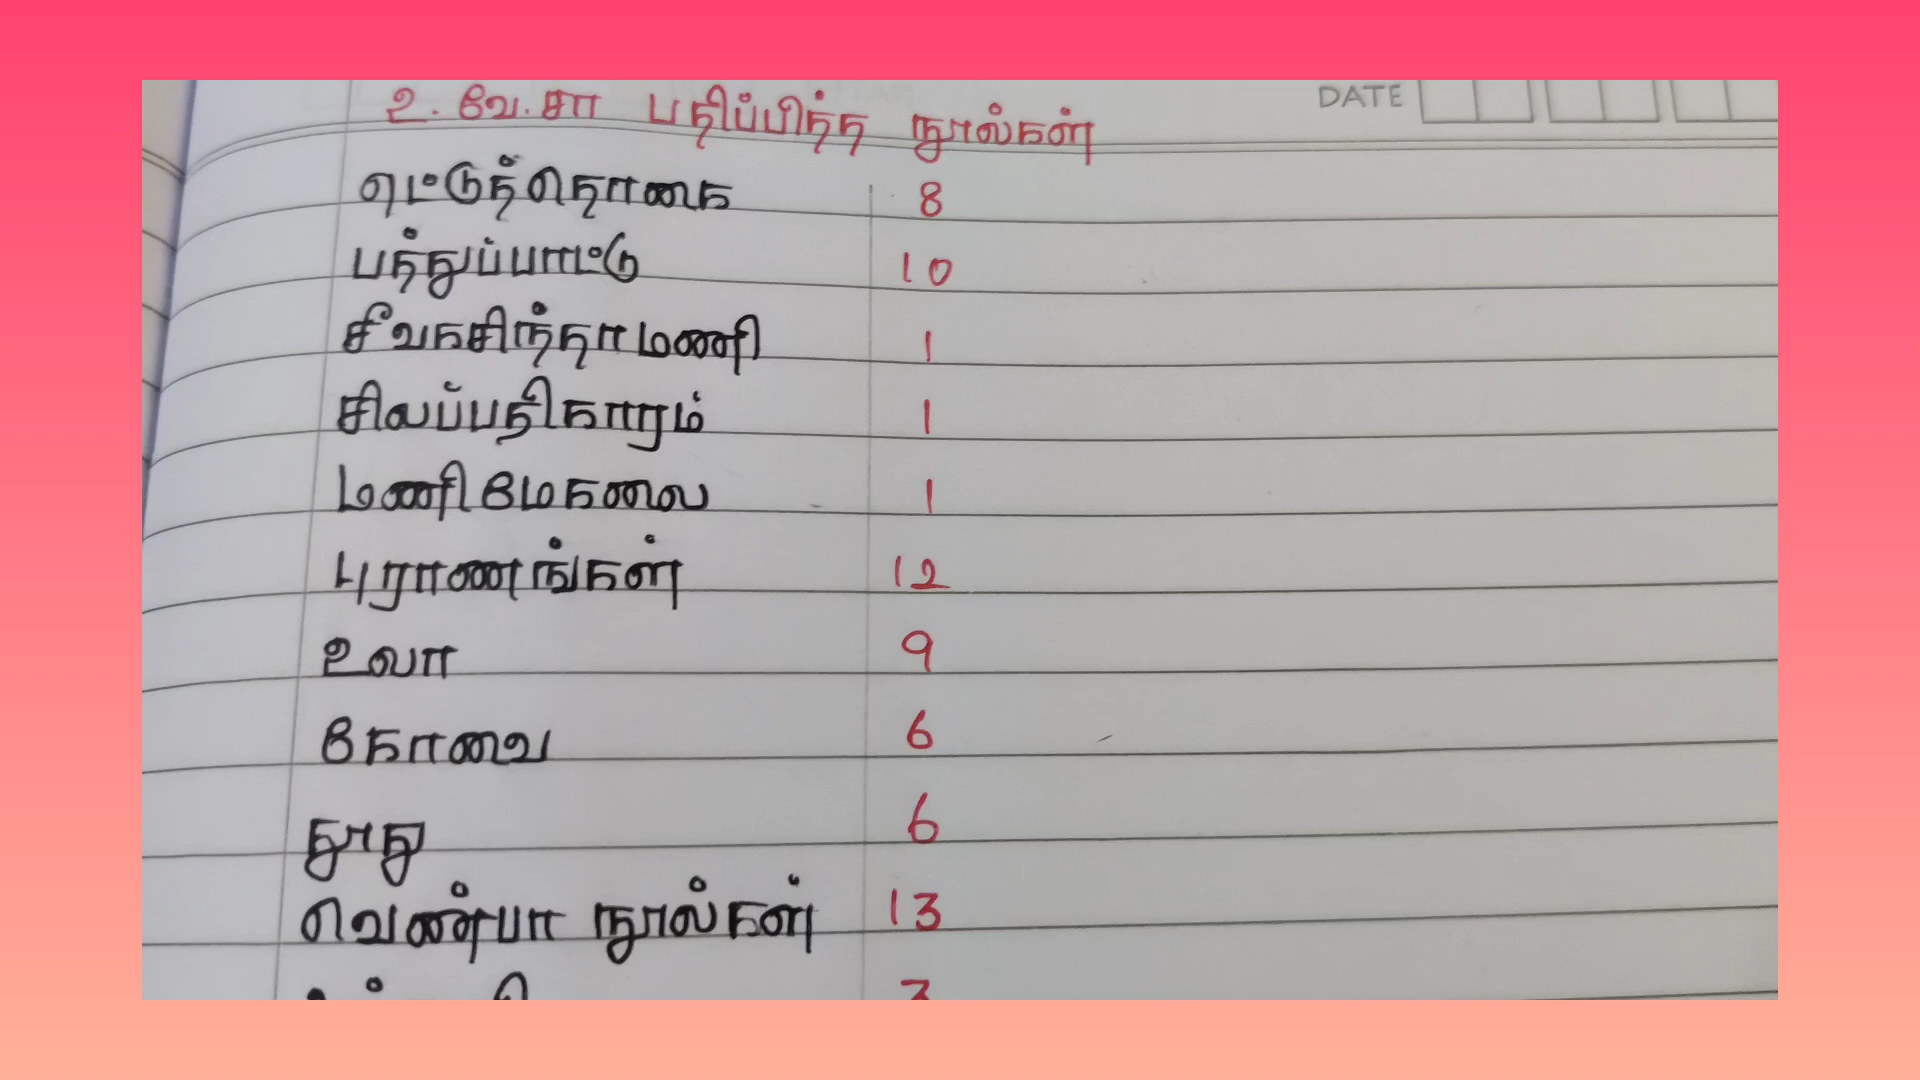 உ.வே.சா பதிப்பித்த நூல்கள்
DATE
எட்டுத்தொகை 8
பத்துப்பாட்டு 10
சீவகசிந்தாமணி 1
சிலப்பதிகாரம் 1
மணிமேகலை 1
புராணங்கள் 12
உலா 9
கோவை 6
தூது 6
வெண்பா நூல்கள் 13
3